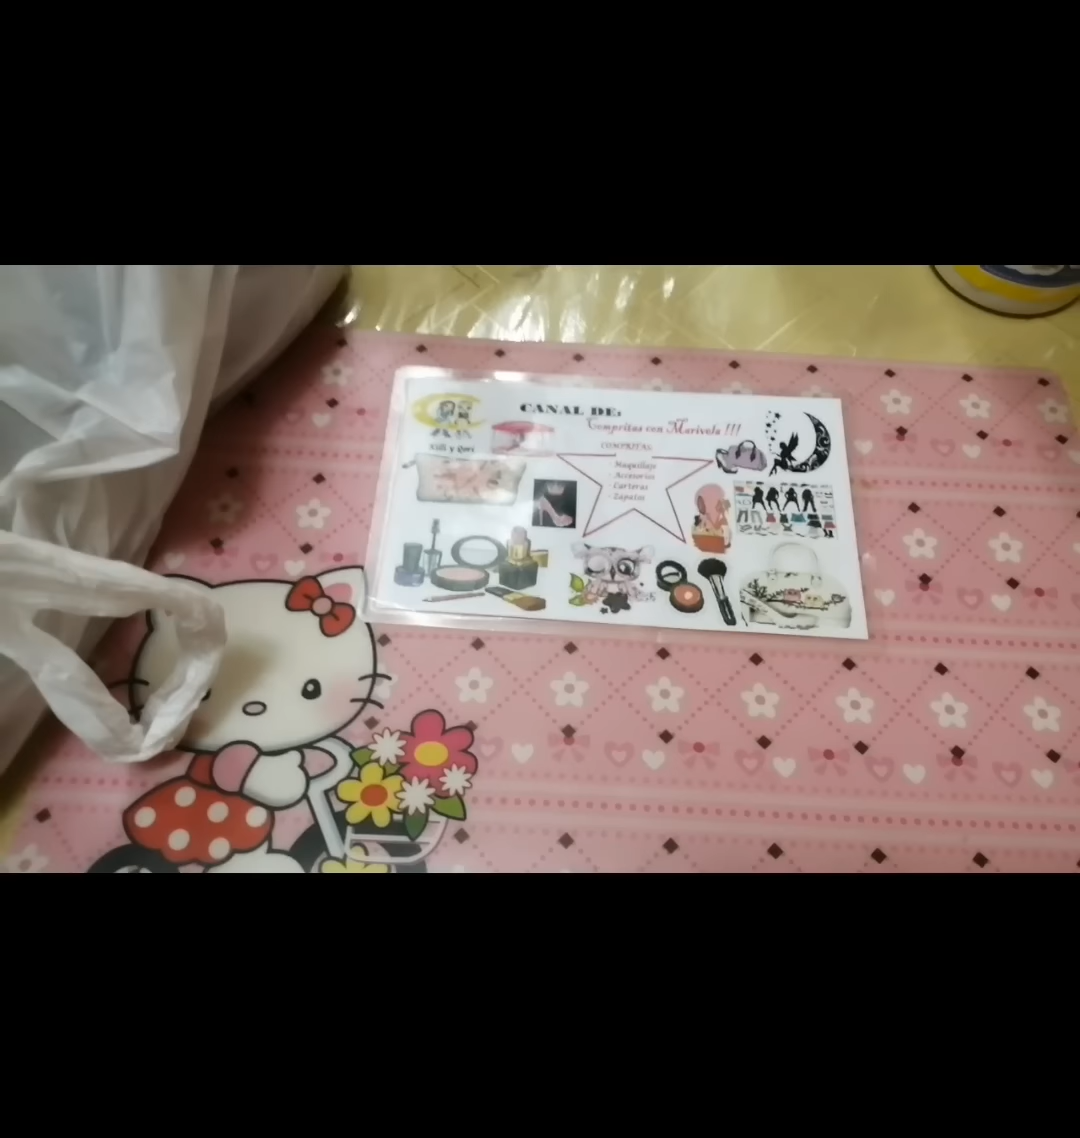 CANAL DE:
Compritas con Marivela !!!
COMPRITAS:
- Maquillaje
- Accesorios
- Carteras
- Zapatos